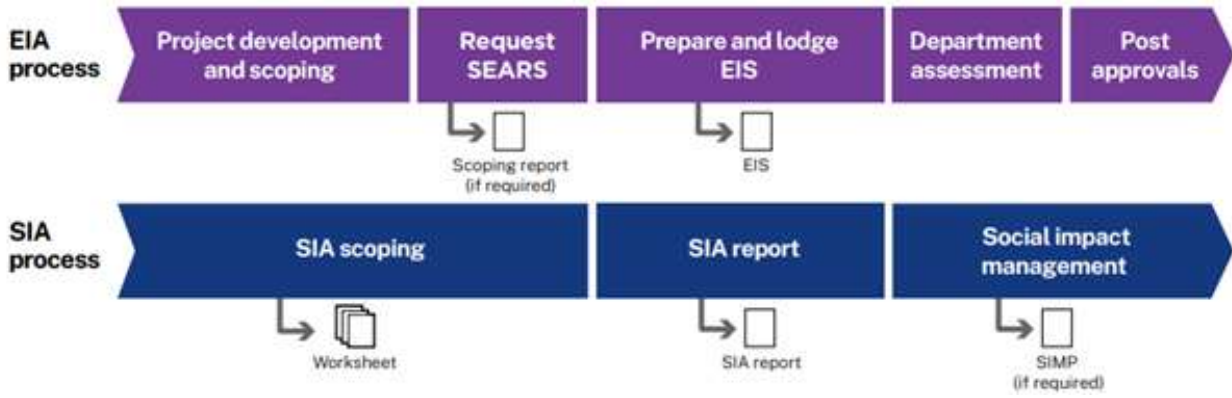 EIA
process
Project development
and scoping
Request
SEARS
Prepare and lodge
EIS
Department
assessment
Post
approvals
Scoping report
(if required)
EIS
SIA
process
SIA scoping
SIA report
Social impact
management
Worksheet
SIA report
SIMP
(if required)